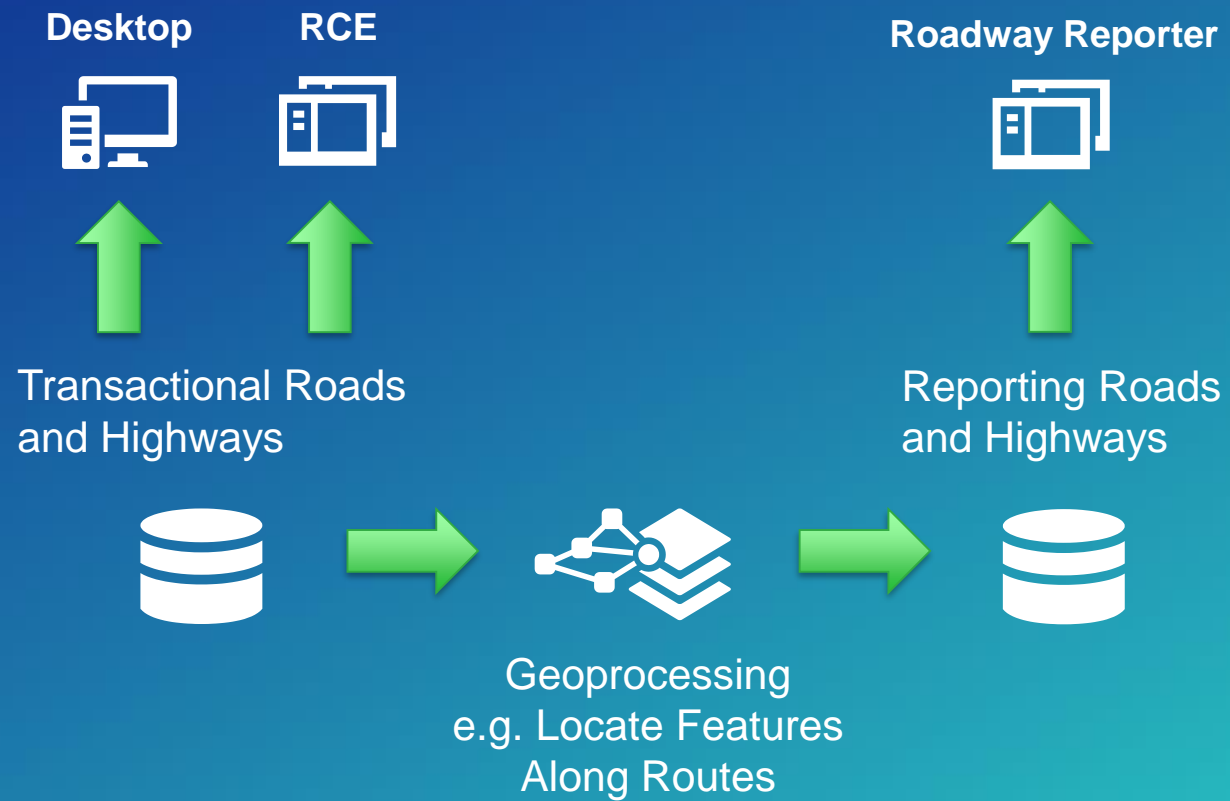 Desktop
RCE
Roadway Reporter
Transactional Roads
and Highways
Reporting Roads
and Highways
Geoprocessing
e.g. Locate Features
Along Routes